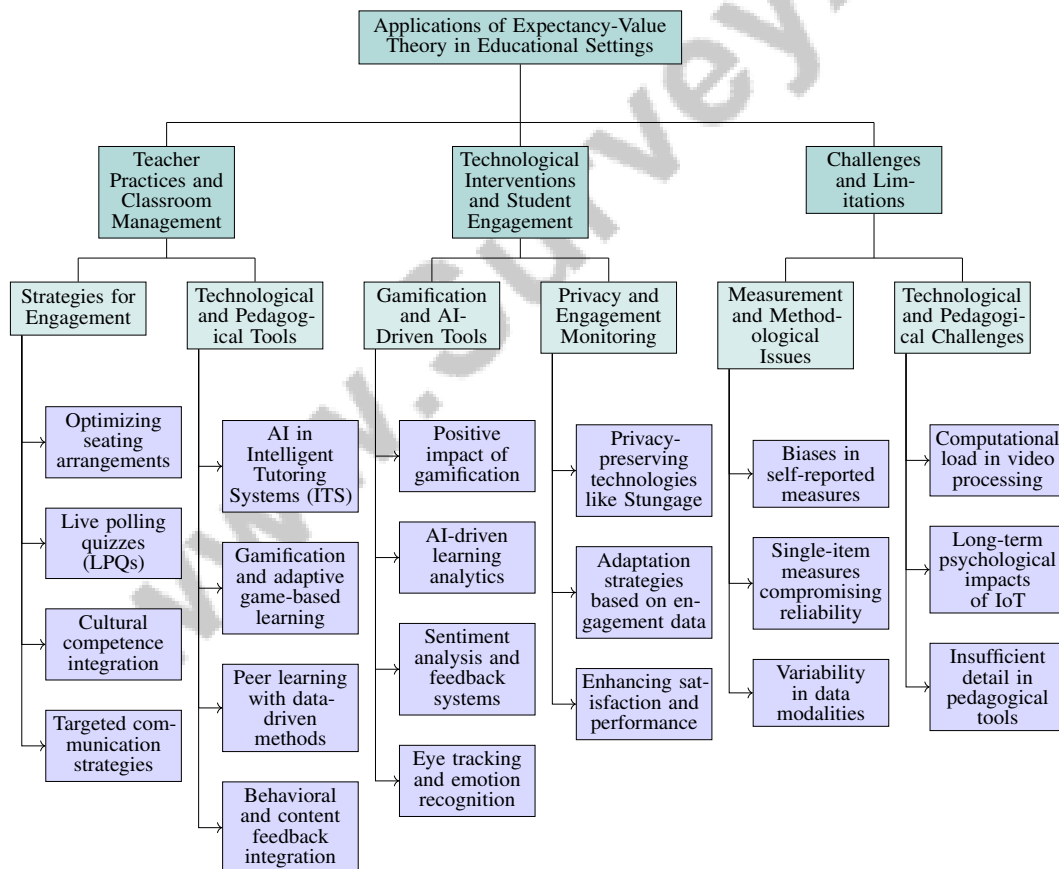 Applications of Expectancy-Value
Theory in Educational Settings
Teacher
Practices and
Classroom
Management
Technological
Interventions
and Student
Engagement
Challenges
and Lim-
itations
Strategies for
Engagement
Technological
and Pedagog-
ical Tools
Gamification
and AI-
Driven Tools
Privacy and
Engagement
Monitoring
Measurement
and Method-
ological
Issues
Technological
and Pedagogi-
cal Challenges
Optimizing
seating
arrangements
Live polling
quizzes
(LPQs)
Cultural
competence
integration
Targeted com-
munication
strategies
AI in
Intelligent
Tutoring
Systems (ITS)
Gamification
and adaptive
game-based
learning
Peer learning
with data-
driven
methods
Behavioral
and content
feedback
integration
Positive
impact of
gamification
AI-driven
learning
analytics
Sentiment
analysis and
feedback
systems
Eye tracking
and emotion
recognition
Privacy-
preserving
technologies
like Stungage
Adaptation
strategies
based on en-
gagement data
Enhancing sat-
isfaction and
performance
Biases in
self-reported
measures
Single-item
measures
compromising
reliability
Variability
in data
modalities
Computational
load in video
processing
Long-term
psychological
impacts
of IoT
Insufficient
detail in
pedagogical
tools
www.Survey